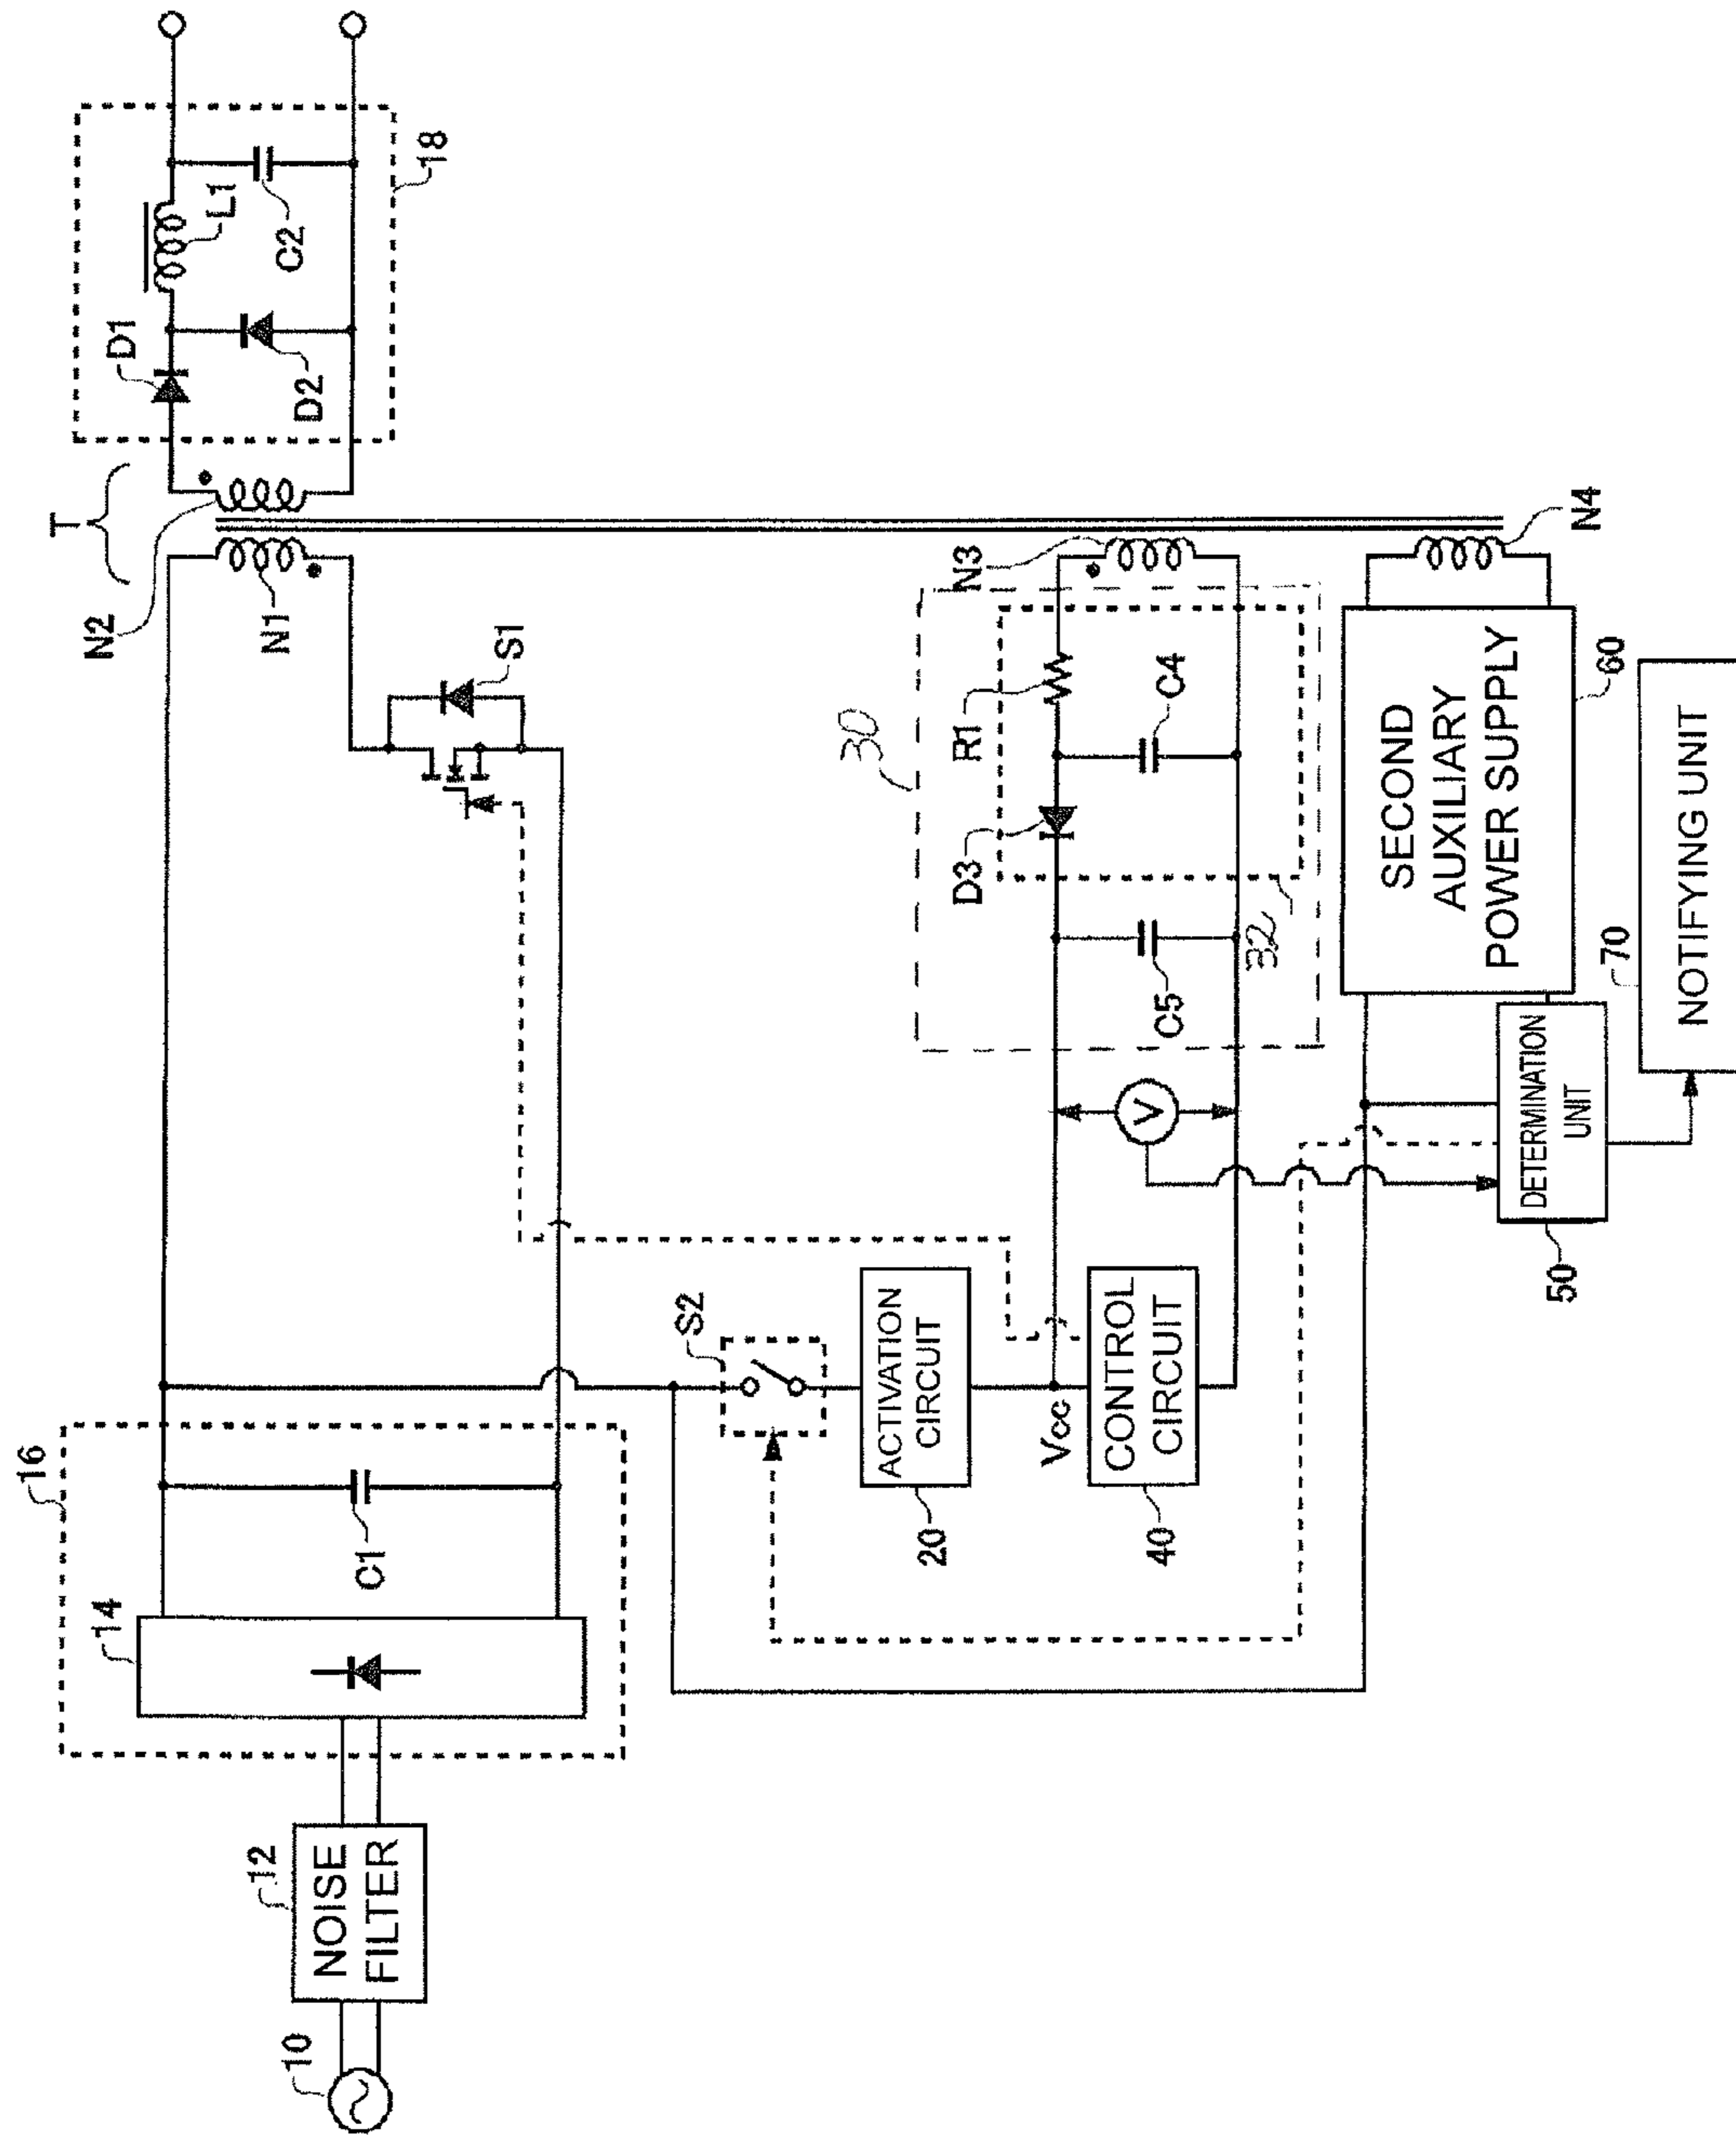 10
12
NOISE
FILTER
14
16
C1
S2
ACTIVATION
CIRCUIT
20
Vcc
CONTROL
CIRCUIT
40
S1
T
N2
N1
D1
D2
L1
C2
18
N3
30
R1
D3
C4
32
C5
V
N4
SECOND
AUXILIARY
POWER SUPPLY
60
DETERMINATION
UNIT
50
70
NOTIFYING UNIT